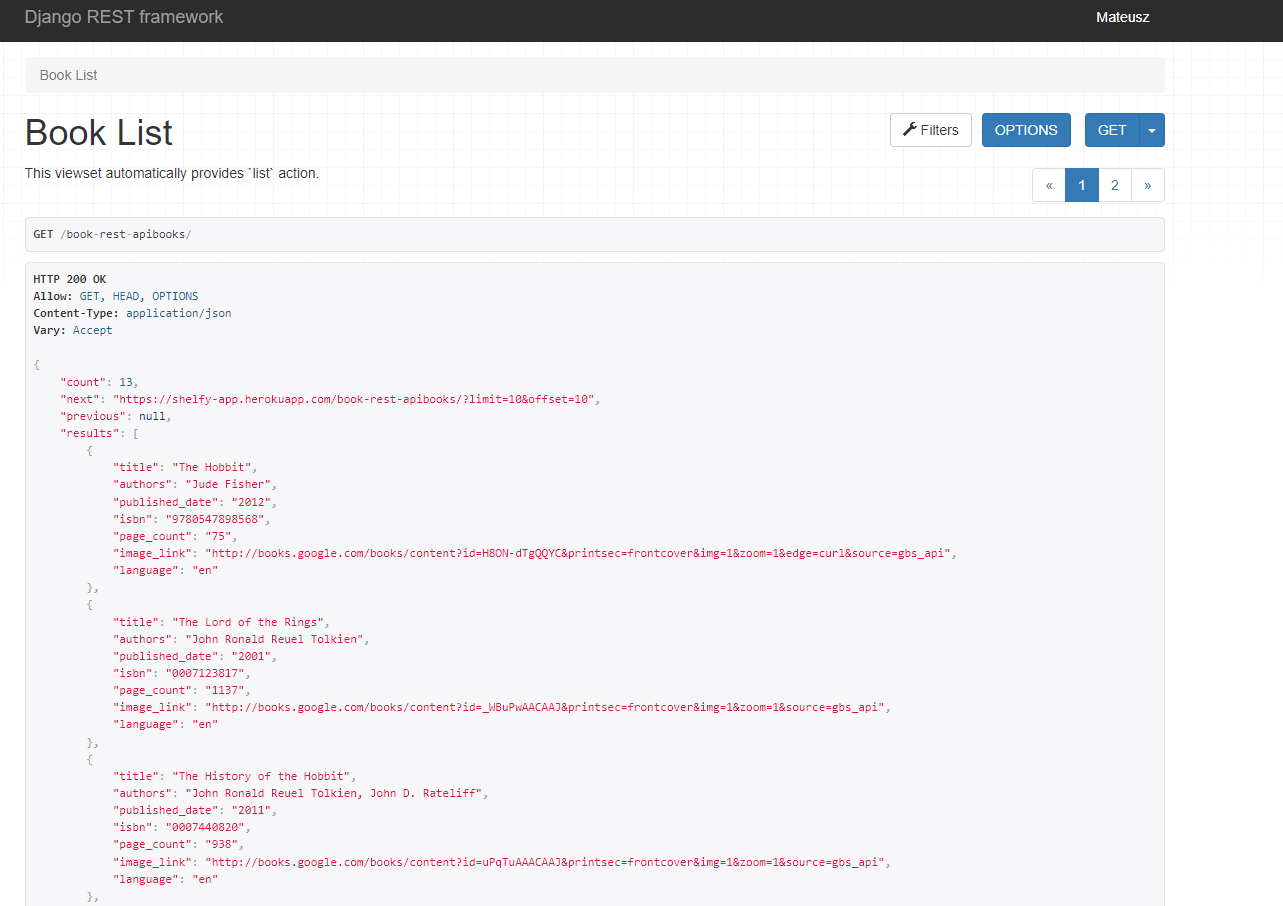 Django REST framework
Mateusz
Book List
Book List
Filters
OPTIONS
GET
This viewset automatically provides `list` action.
« 1 2 »
GET /book-rest-apibooks/
HTTP 200 OK
Allow: GET, HEAD, OPTIONS
Content-Type: application/json
Vary: Accept
{
"count": 13,
"next": "https://shelfy-app.herokuapp.com/book-rest-apibooks/?limit=10&offset=10",
"previous": null,
"results": [
{
"title": "The Hobbit",
"authors": "Jude Fisher",
"published_date": "2012",
"isbn": "9780547898568",
"page_count": "75",
"image_link": "http://books.google.com/books/content?id=H8ON-dTgQQYC&printsec=frontcover&img=1&zoom=1&edge=curl&source=gbs_api",
"language": "en"
},
{
"title": "The Lord of the Rings",
"authors": "John Ronald Reuel Tolkien",
"published_date": "2001",
"isbn": "0007123817",
"page_count": "1137",
"image_link": "http://books.google.com/books/content?id=_WBuPwAACAAJ&printsec=frontcover&img=1&zoom=1&source=gbs_api",
"language": "en"
},
{
"title": "The History of the Hobbit",
"authors": "John Ronald Reuel Tolkien, John D. Rateliff",
"published_date": "2011",
"isbn": "0007440820",
"page_count": "938",
"image_link": "http://books.google.com/books/content?id=uPqTuAAACAAJ&printsec=frontcover&img=1&zoom=1&source=gbs_api",
"language": "en"
},